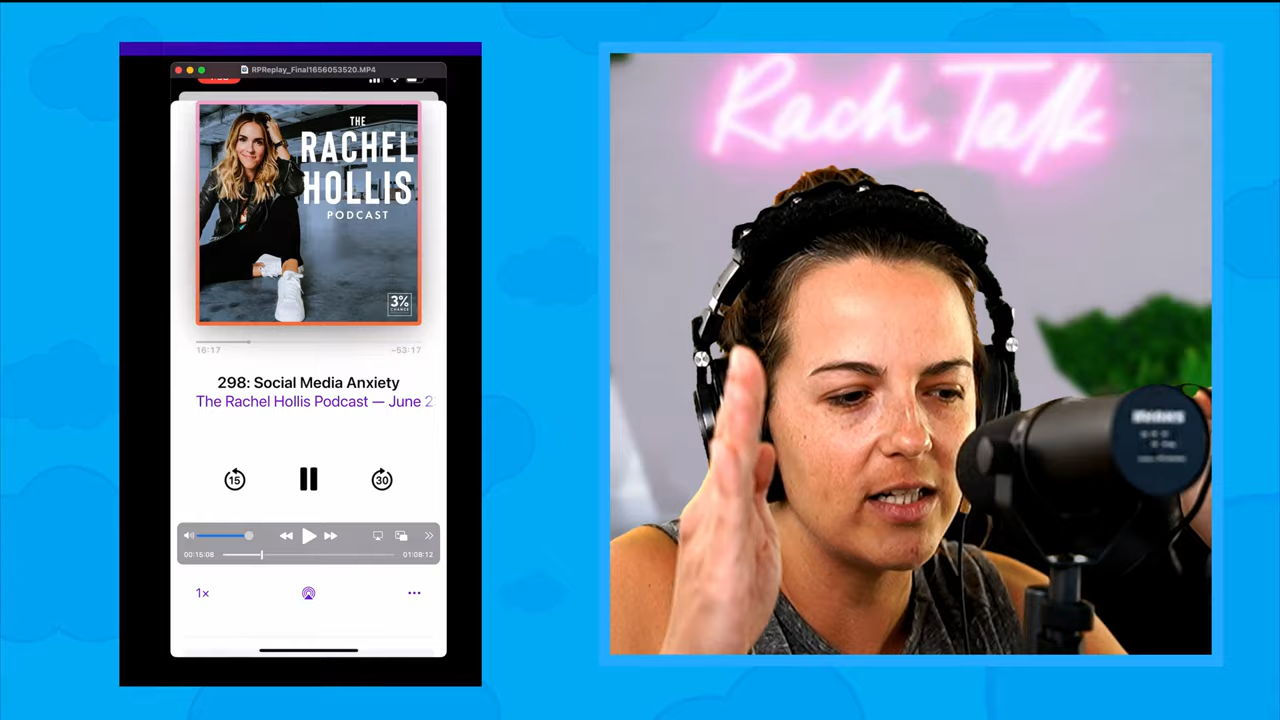 RPReplay_Final1656053520.MP4
THE
RACHEL
HOLLIS
PODCAST
3%
CHANCE
16:17
-53:17
298: Social Media Anxiety
The Rachel Hollis Podcast — June 2
15
30
00:15:08
01:08:12
1×
Rach Talk